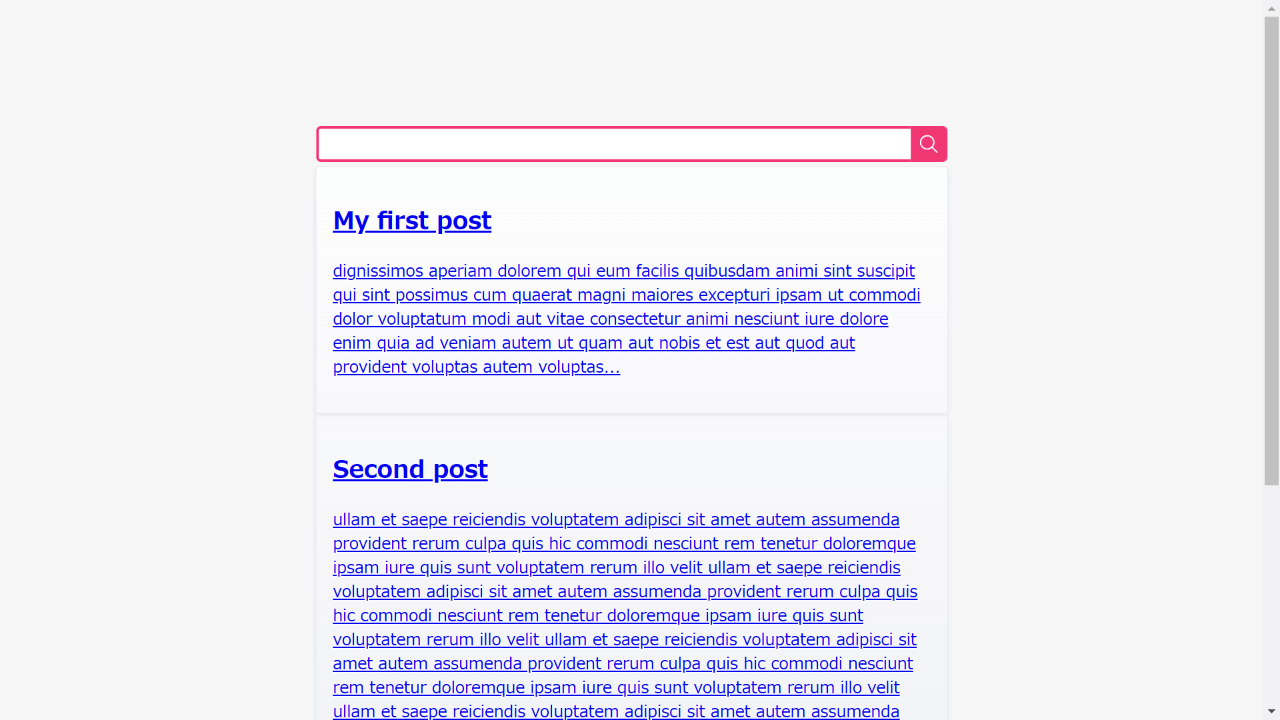 My first post
dignissimos aperiam dolorem qui eum facilis quibusdam animi sint suscipit
qui sint possimus cum quaerat magni maiores excepturi ipsam ut commodi
dolor voluptatum modi aut vitae consectetur animi nesciunt iure dolore
enim quia ad veniam autem ut quam aut nobis et est aut quod aut
provident voluptas autem voluptas...
Second post
ullam et saepe reiciendis voluptatem adipisci sit amet autem assumenda
provident rerum culpa quis hic commodi nesciunt rem tenetur doloremque
ipsam iure quis sunt voluptatem rerum illo velit ullam et saepe reiciendis
voluptatem adipisci sit amet autem assumenda provident rerum culpa quis
hic commodi nesciunt rem tenetur doloremque ipsam iure quis sunt
voluptatem rerum illo velit ullam et saepe reiciendis voluptatem adipisci sit
amet autem assumenda provident rerum culpa quis hic commodi nesciunt
rem tenetur doloremque ipsam iure quis sunt voluptatem rerum illo velit
ullam et saepe reiciendis voluptatem adipisci sit amet autem assumenda